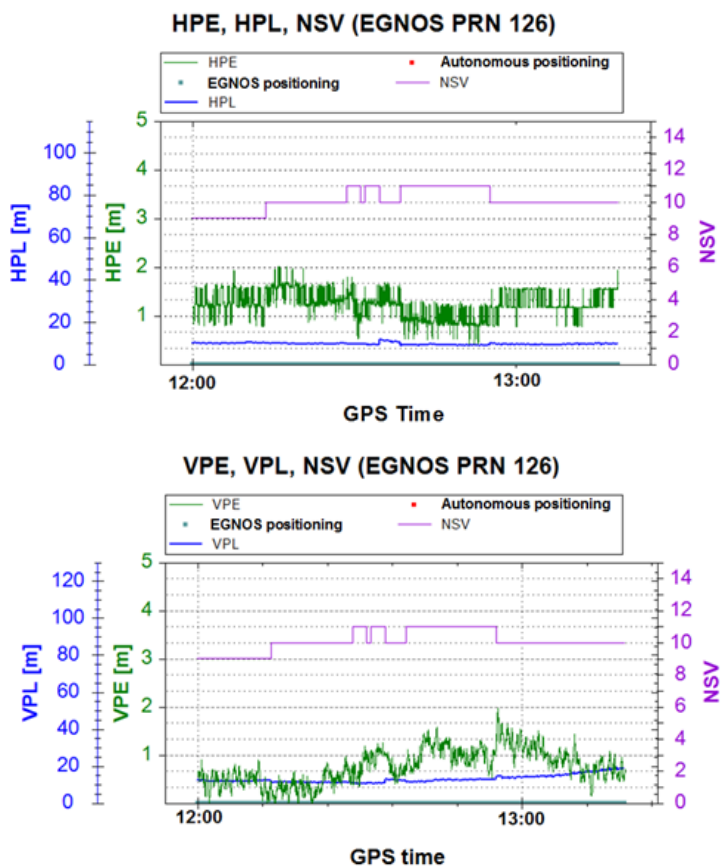 HPE, HPL, NSV (EGNOS PRN 126)
HPE
Autonomous positioning
EGNOS positioning
NSV
HPL
HPL [m]
100
80
60
40
20
0
HPE [m]
5
4
3
2
1
NSV
14
12
10
8
6
4
2
0
12:00 13:00
GPS Time
VPE, VPL, NSV (EGNOS PRN 126)
VPE
Autonomous positioning
EGNOS positioning
NSV
VPL
VPL [m]
120
100
80
60
40
20
0
VPE [m]
5
4
3
2
1
NSV
14
12
10
8
6
4
2
0
12:00 13:00
GPS time